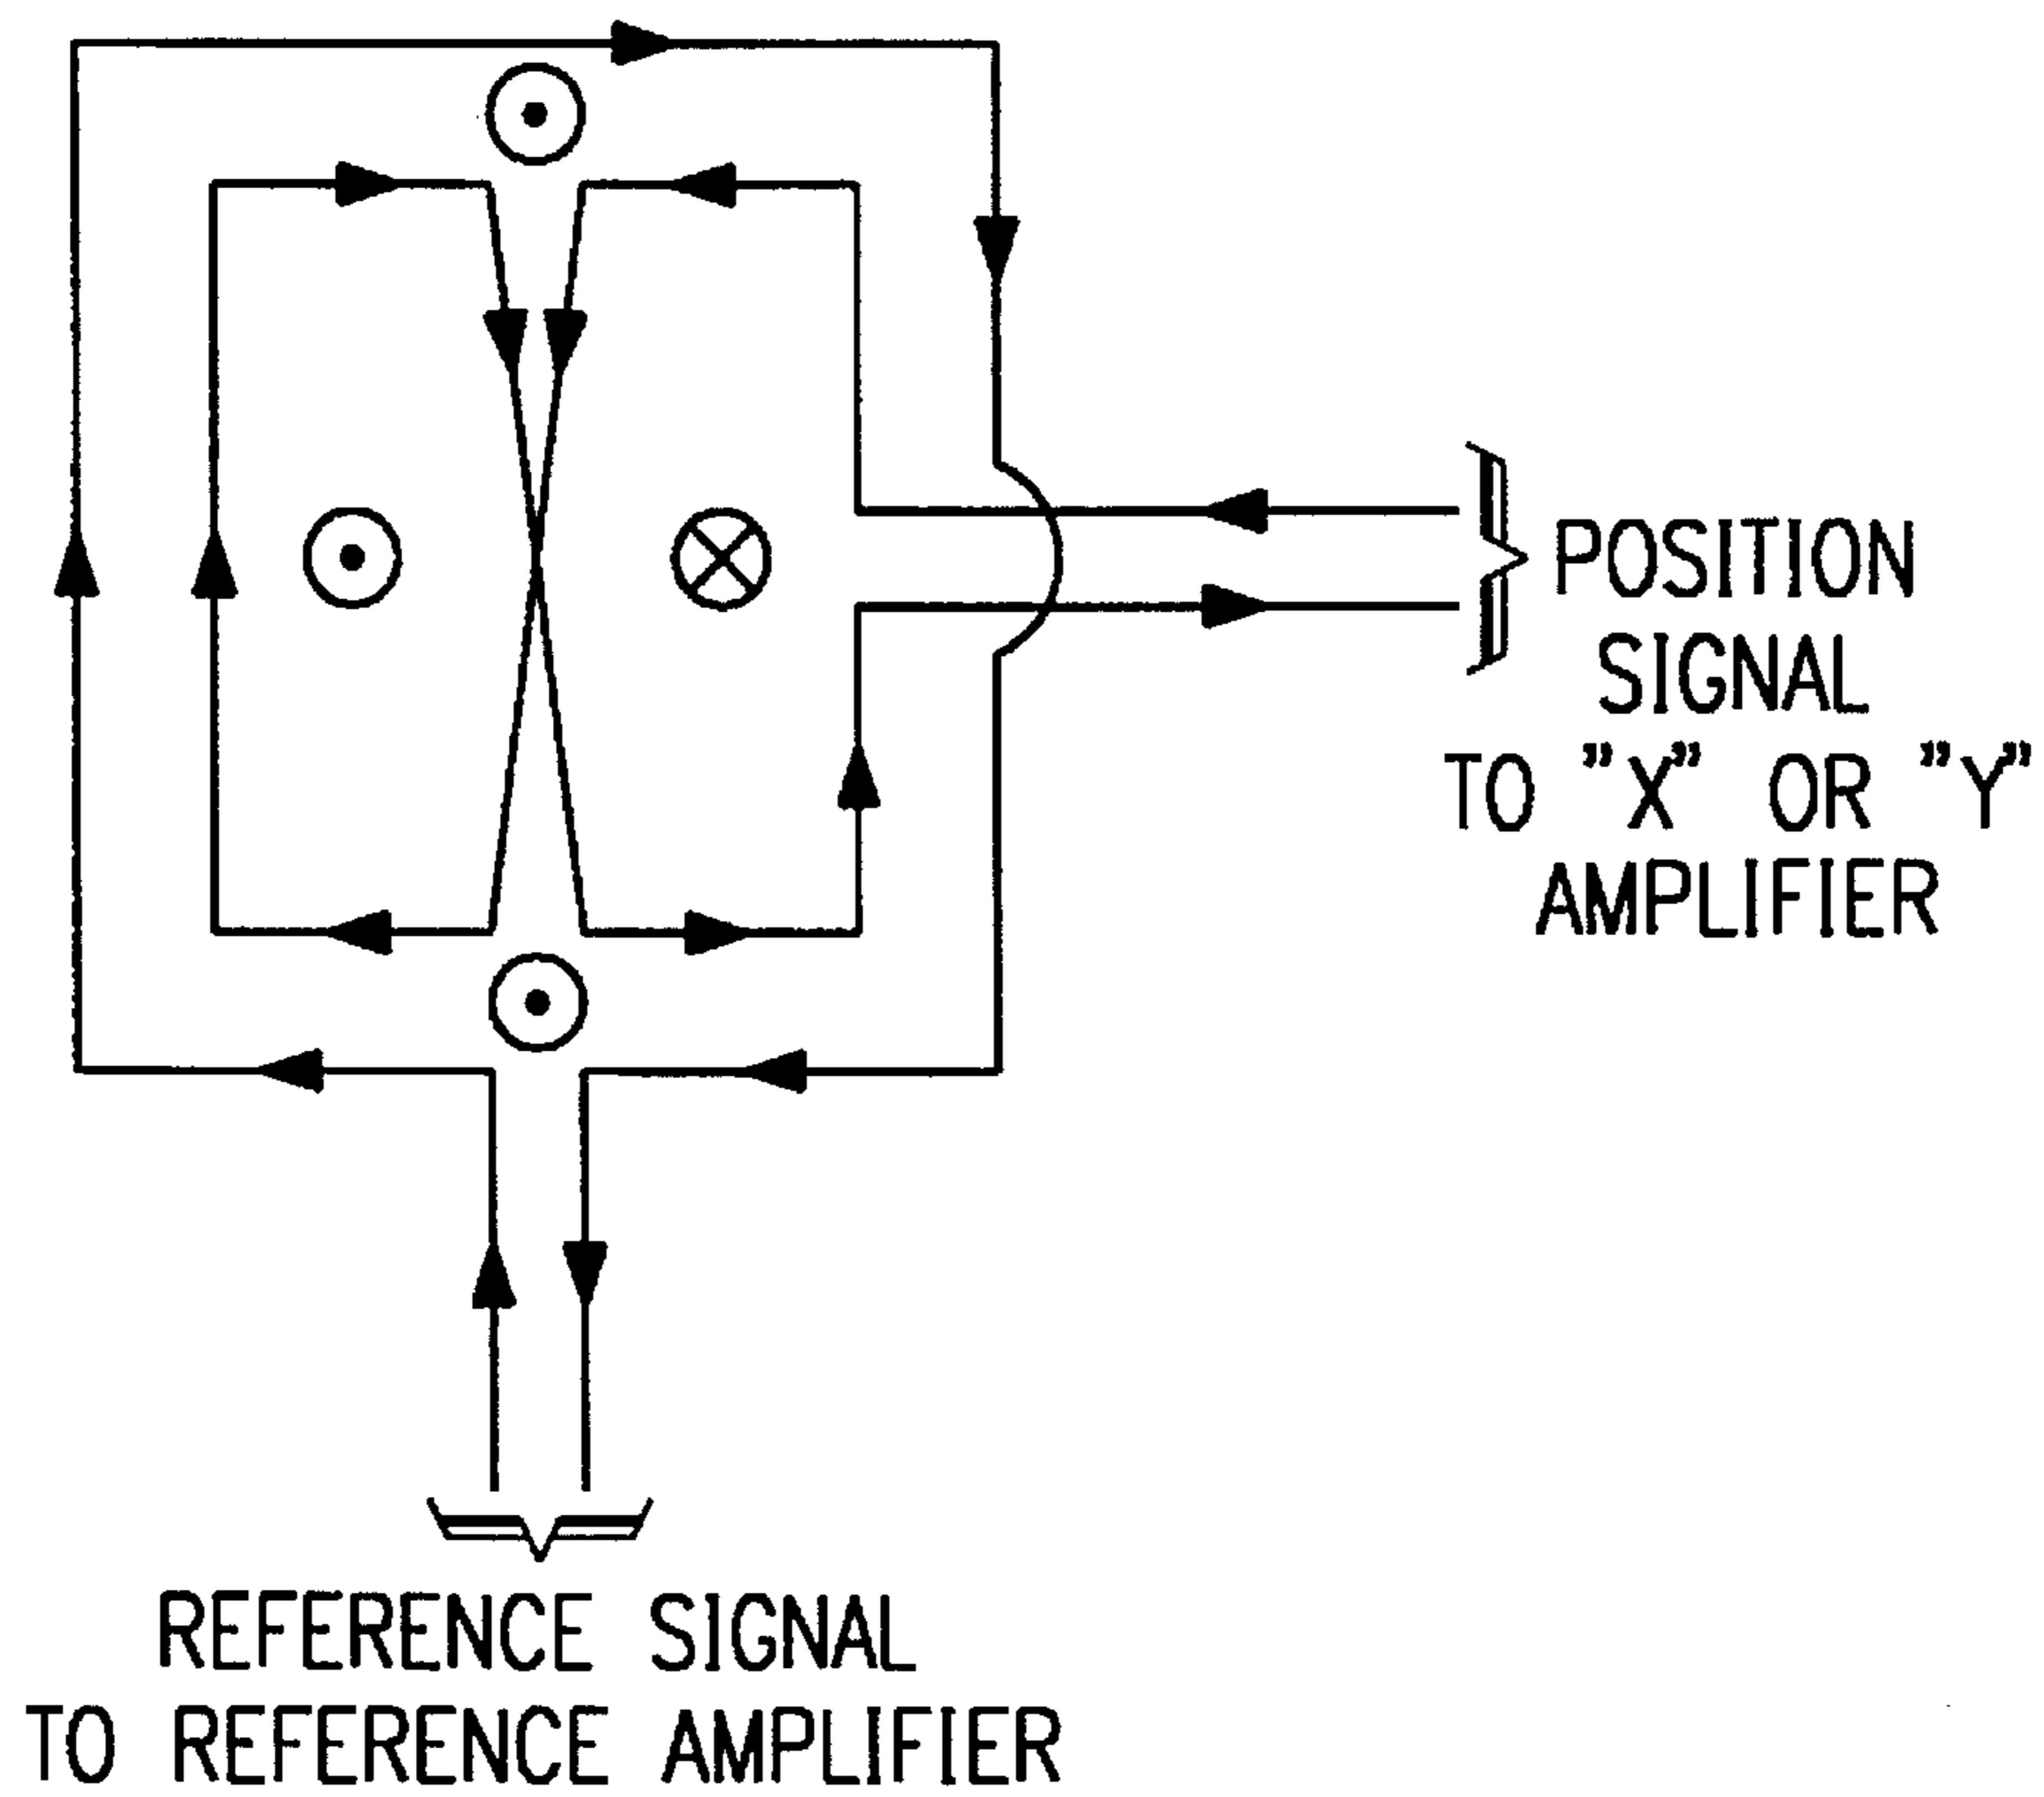 POSITION
SIGNAL
TO "X" OR "Y"
AMPLIFIER
REFERENCE SIGNAL
TO REFERENCE AMPLIFIER